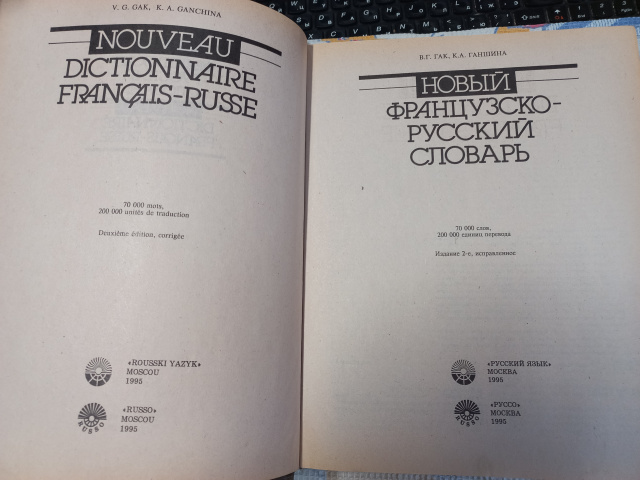 V. G. GAK, K. A. GANCHINA
NOUVEAU
DICTIONNAIRE
FRANÇAIS-RUSSE
70 000 mots,
200 000 unités de traduction
Deuxième édition, corrigée
«ROUSSKI YAZYK»
MOSCOU
1995
RUSSO
«RUSSO»
MOSCOU
1995
В.Г. ГАК, К.А. ГАНШИНА
НОВЫЙ
ФРАНЦУЗСКО-
РУССКИЙ
СЛОВАРЬ
70 000 слов,
200 000 единиц перевода
Издание 2-е, исправленное
«РУССКИЙ ЯЗЫК»
МОСКВА
1995
RUSSO
«РУССО»
МОСКВА
1995